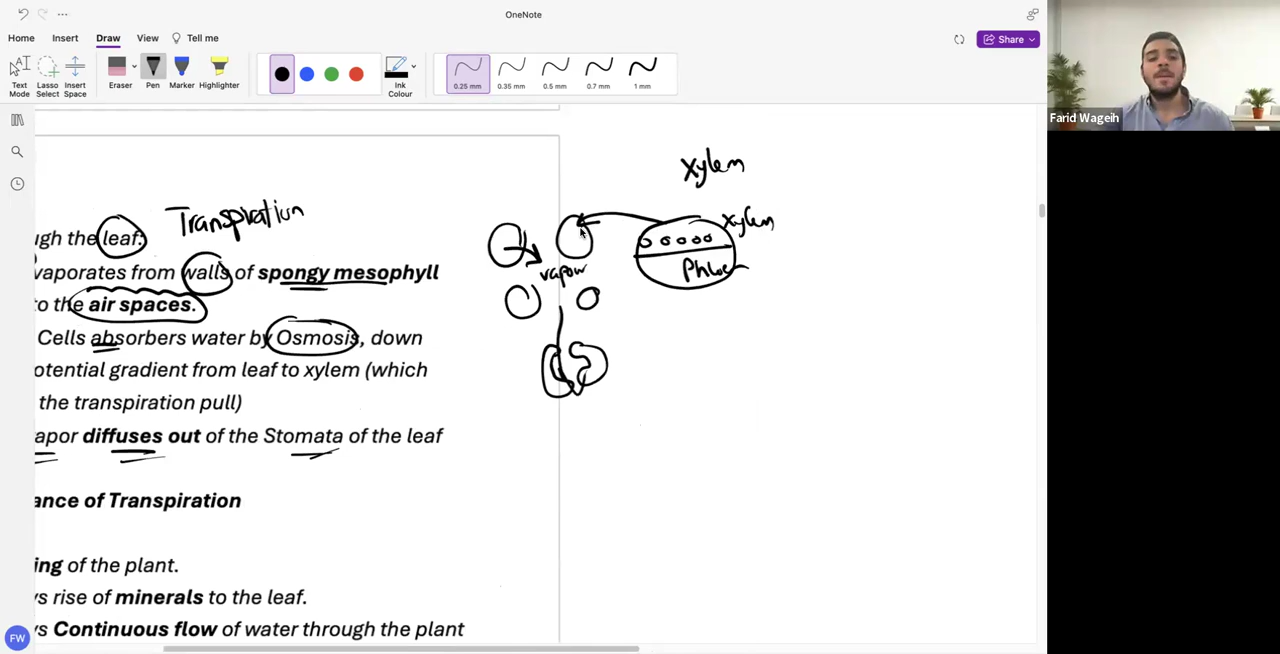 OneNote
Home Insert Draw View Tell me
Share
Text Mode
Lasso Select
Insert Space
Eraser
Pen
Marker
Highlighter
Ink Colour
0.25 mm 0.35 mm 0.5 mm 0.7 mm 1 mm
Farid Wageih
Xylem
Transpiration
Xylem
Phloem
vapour
ugh the leaf:
vaporates from walls of spongy mesophyll
to the air spaces.
Cells absorbers water by Osmosis, down
otential gradient from leaf to xylem (which
the transpiration pull)
apor diffuses out of the Stomata of the leaf
ance of Transpiration
ing of the plant.
ws rise of minerals to the leaf.
ws Continuous flow of water through the plant
FW